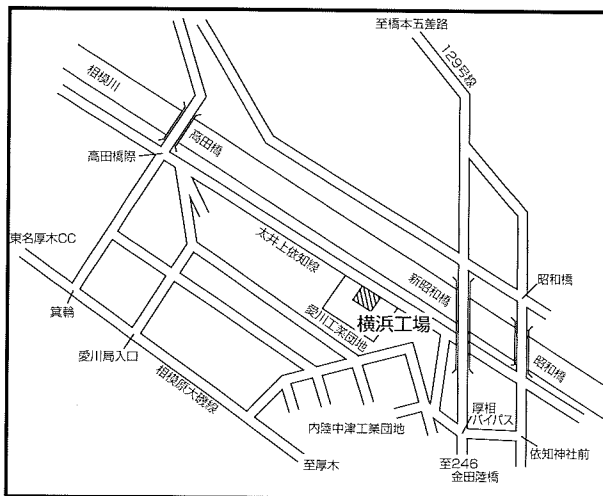 至橋本五差路
129号線
相模川
高田橋
高田橋際
東名厚木CC
太井上依知線
新昭和橋
昭和橋
箕輪
愛川工業団地
横浜工場
昭和橋
愛川局入口
相模原大磯線
内陸中津工業団地
厚相
バイパス
至厚木
至246
金田陸橋
依知神社前